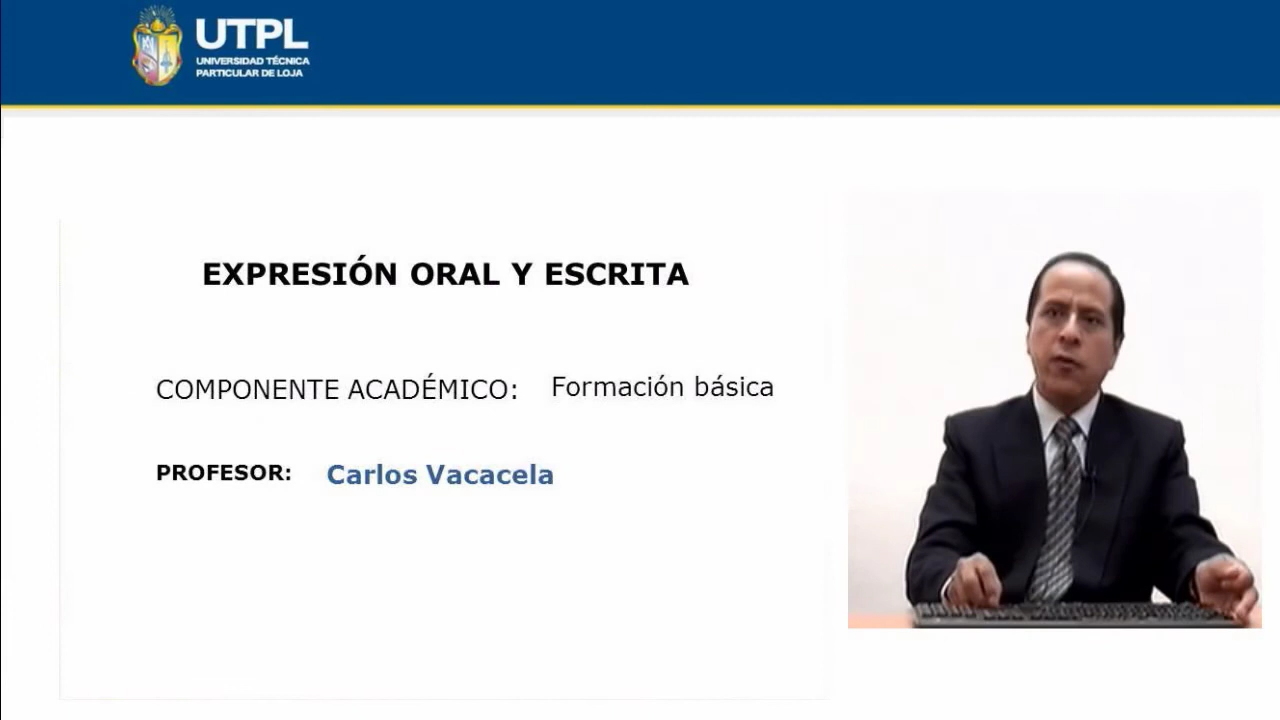 UTPL
UNIVERSIDAD TÉCNICA
PARTICULAR DE LOJA
EXPRESIÓN ORAL Y ESCRITA
COMPONENTE ACADÉMICO: Formación básica
PROFESOR: Carlos Vacacela